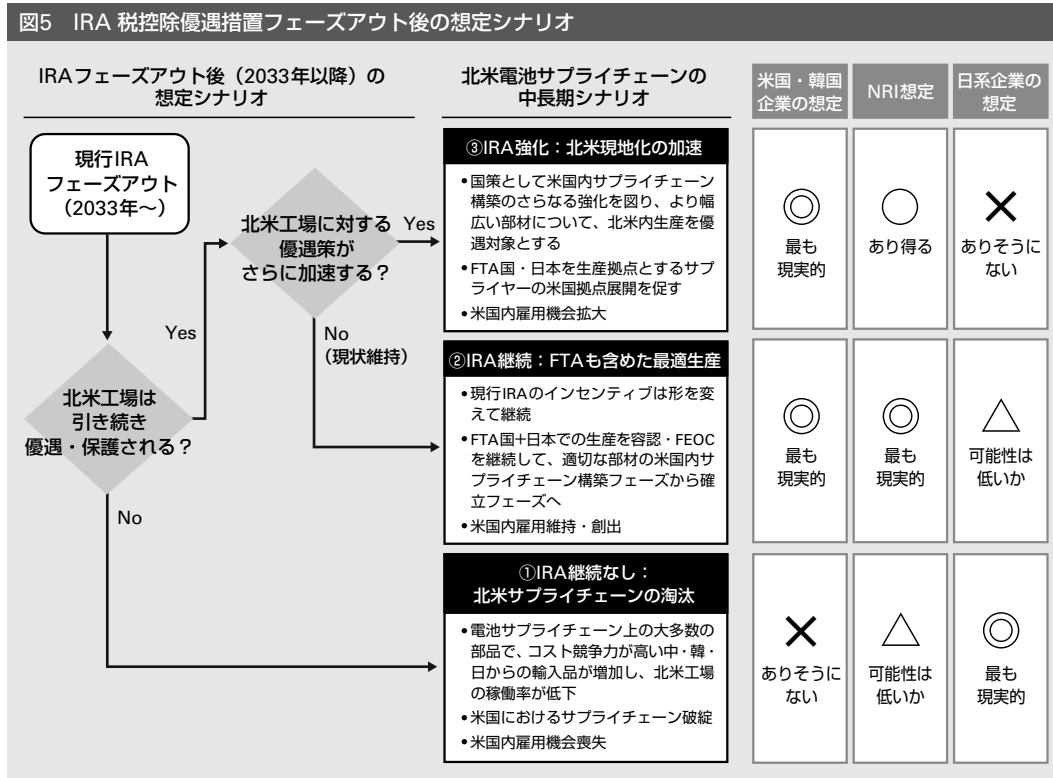 図5　IRA 税控除優遇措置フェーズアウト後の想定シナリオ
IRAフェーズアウト後（2033年以降）の
想定シナリオ
現行IRA
フェーズアウト
（2033年〜）
北米工場は
引き続き
優遇・保護される？
Yes
No
北米工場に対する
優遇策が
さらに加速する？
Yes
No
（現状維持）
北米電池サプライチェーンの
中長期シナリオ
米国・韓国
企業の想定
NRI想定
日系企業の
想定
③IRA強化：北米現地化の加速
•国策として米国内サプライチェーン
構築のさらなる強化を図り、より幅
広い部材について、北米内生産を優
遇対象とする
•FTA国・日本を生産拠点とするサプ
ライヤーの米国拠点展開を促す
•米国内雇用機会拡大
◎
最も
現実的
○
あり得る
×
ありそうに
ない
②IRA継続：FTAも含めた最適生産
•現行IRAのインセンティブは形を変
えて継続
•FTA国+日本での生産を容認・FEOC
を継続して、適切な部材の米国内サ
プライチェーン構築フェーズから確
立フェーズへ
•米国内雇用維持・創出
◎
最も
現実的
◎
最も
現実的
△
可能性は
低いか
①IRA継続なし：
北米サプライチェーンの淘汰
•電池サプライチェーン上の大多数の
部品で、コスト競争力が高い中・韓・
日からの輸入品が増加し、北米工場
の稼働率が低下
•米国におけるサプライチェーン破綻
•米国内雇用機会喪失
×
ありそうに
ない
△
可能性は
低いか
◎
最も
現実的